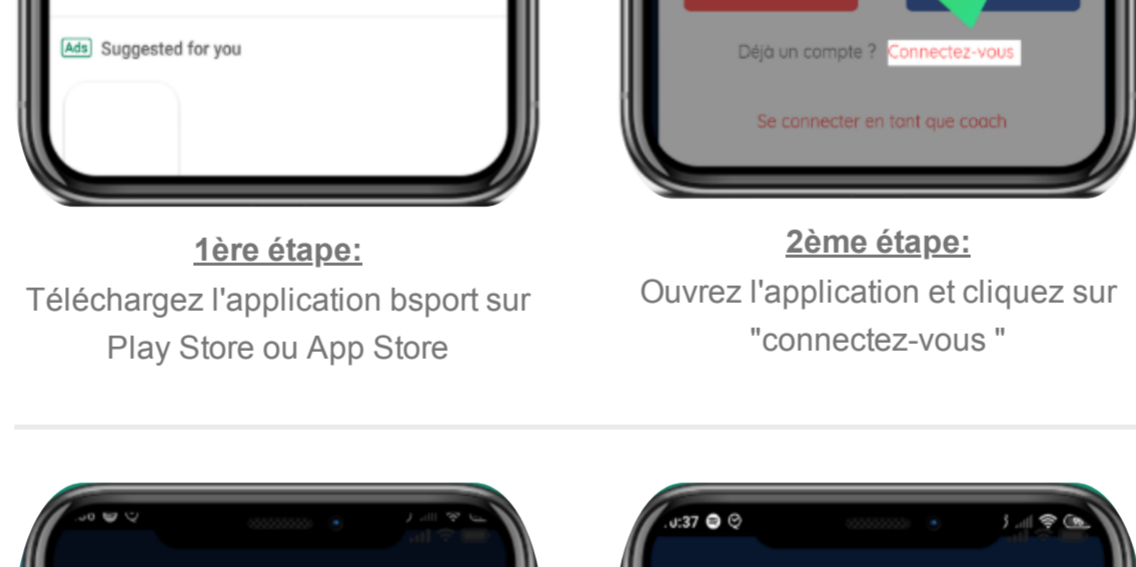 Ads Suggested for you
Déjà un compte ? Connectez-vous
Se connecter en tant que coach
1ère étape:
Téléchargez l'application bsport sur
Play Store ou App Store
2ème étape:
Ouvrez l'application et cliquez sur
"connectez-vous "
:37